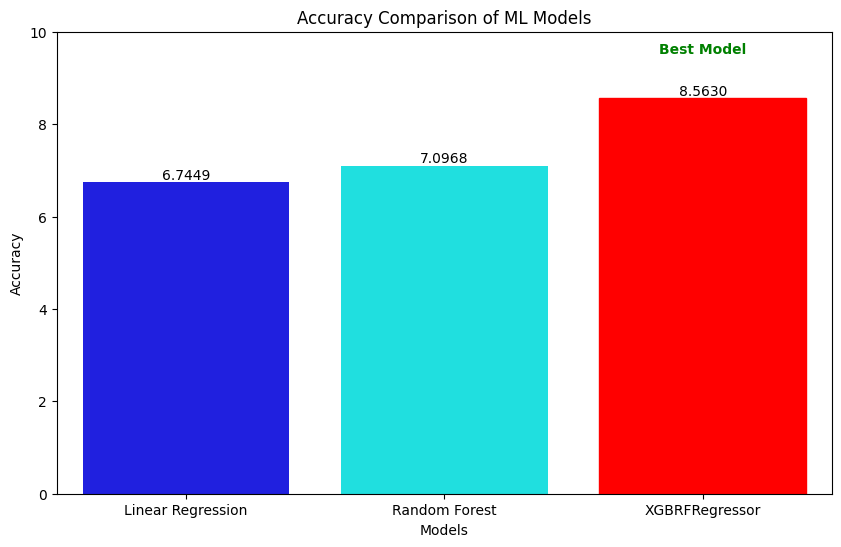 Accuracy Comparison of ML Models
10
Best Model
8.5630
8
7.0968
6.7449
6
Accuracy
4
2
0
Linear Regression
Random Forest
XGBRFRegressor
Models